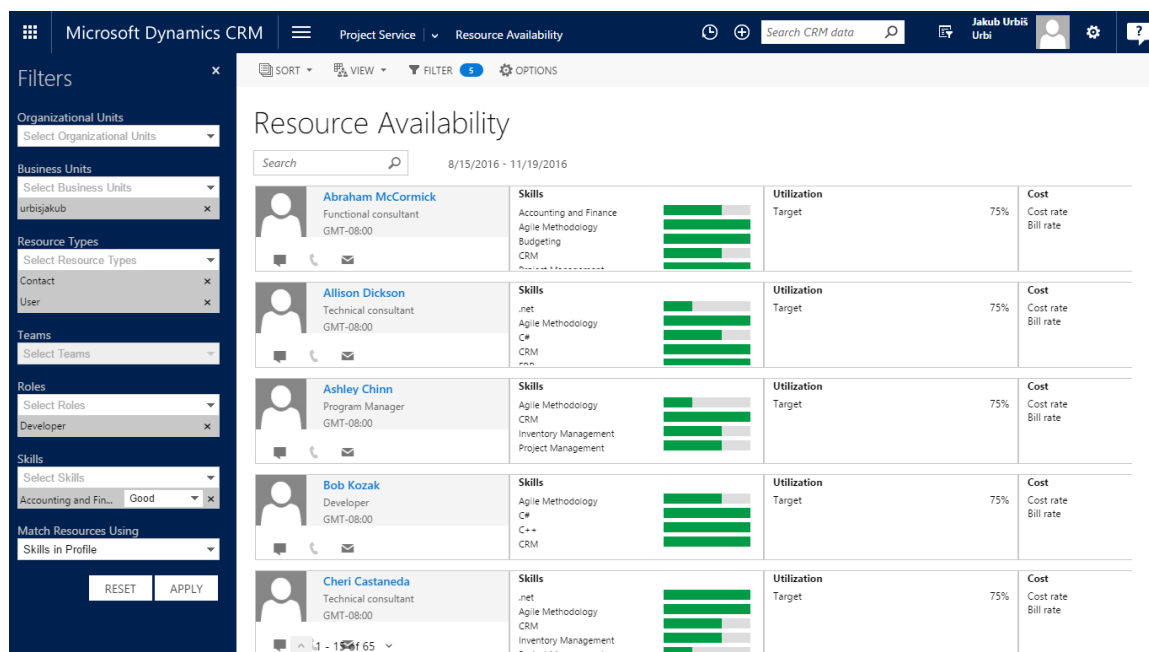 Microsoft Dynamics CRM
Project Service
Resource Availability
Search CRM data
Jakub Urbiš
Urbi
?
Filters
×
Organizational Units
Select Organizational Units
Business Units
Select Business Units
urbisjakub ×
Resource Types
Select Resource Types
Contact ×
User ×
Teams
Select Teams
Roles
Select Roles
Developer ×
Skills
Select Skills
Accounting and Fin... Good ×
Match Resources Using
Skills in Profile
RESET APPLY
SORT VIEW FILTER 5 OPTIONS
Resource Availability
Search 8/15/2016 - 11/19/2016
Abraham McCormick
Functional consultant
GMT-08:00
Skills
Accounting and Finance
Agile Methodology
Budgeting
CRM
Project Management
Utilization
Target 75%
Cost
Cost rate
Bill rate
Allison Dickson
Technical consultant
GMT-08:00
Skills
.net
Agile Methodology
C#
CRM
ERP
Utilization
Target 75%
Cost
Cost rate
Bill rate
Ashley Chinn
Program Manager
GMT-08:00
Skills
Agile Methodology
CRM
Inventory Management
Project Management
Utilization
Target 75%
Cost
Cost rate
Bill rate
Bob Kozak
Developer
GMT-08:00
Skills
Agile Methodology
C#
C++
CRM
Utilization
Target 75%
Cost
Cost rate
Bill rate
Cheri Castaneda
Technical consultant
GMT-08:00
Skills
.net
Agile Methodology
CRM
Inventory Management
Utilization
Target 75%
Cost
Cost rate
Bill rate
1 - 15 of 65